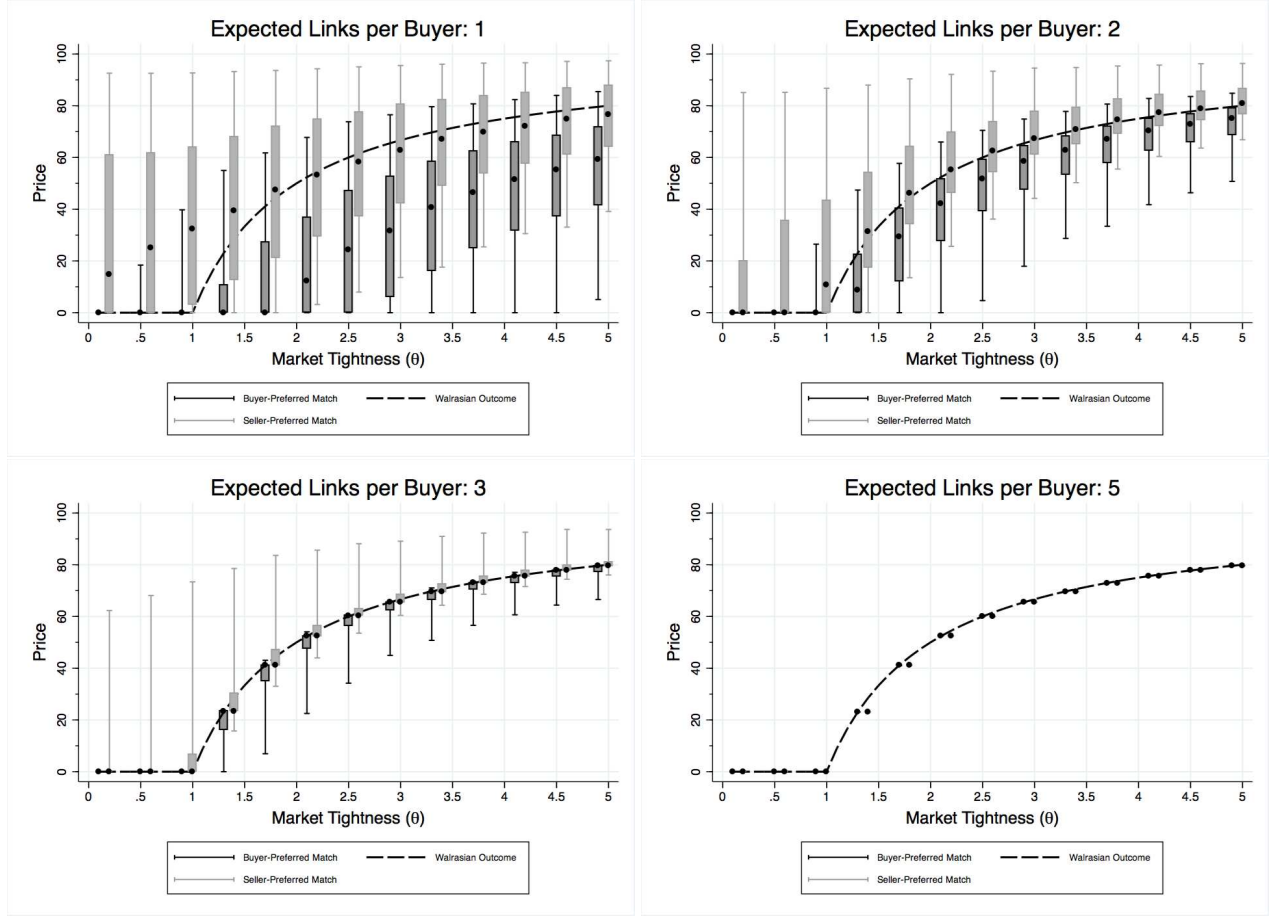 Expected Links per Buyer: 1
Price
100
80
60
40
20
0
0 .5 1 1.5 2 2.5 3 3.5 4 4.5 5
Market Tightness (θ)
Buyer-Preferred Match Walrasian Outcome
Seller-Preferred Match
Expected Links per Buyer: 2
Price
100
80
60
40
20
0
0 .5 1 1.5 2 2.5 3 3.5 4 4.5 5
Market Tightness (θ)
Buyer-Preferred Match Walrasian Outcome
Seller-Preferred Match
Expected Links per Buyer: 3
Price
100
80
60
40
20
0
0 .5 1 1.5 2 2.5 3 3.5 4 4.5 5
Market Tightness (θ)
Buyer-Preferred Match Walrasian Outcome
Seller-Preferred Match
Expected Links per Buyer: 5
Price
100
80
60
40
20
0
0 .5 1 1.5 2 2.5 3 3.5 4 4.5 5
Market Tightness (θ)
Buyer-Preferred Match Walrasian Outcome
Seller-Preferred Match